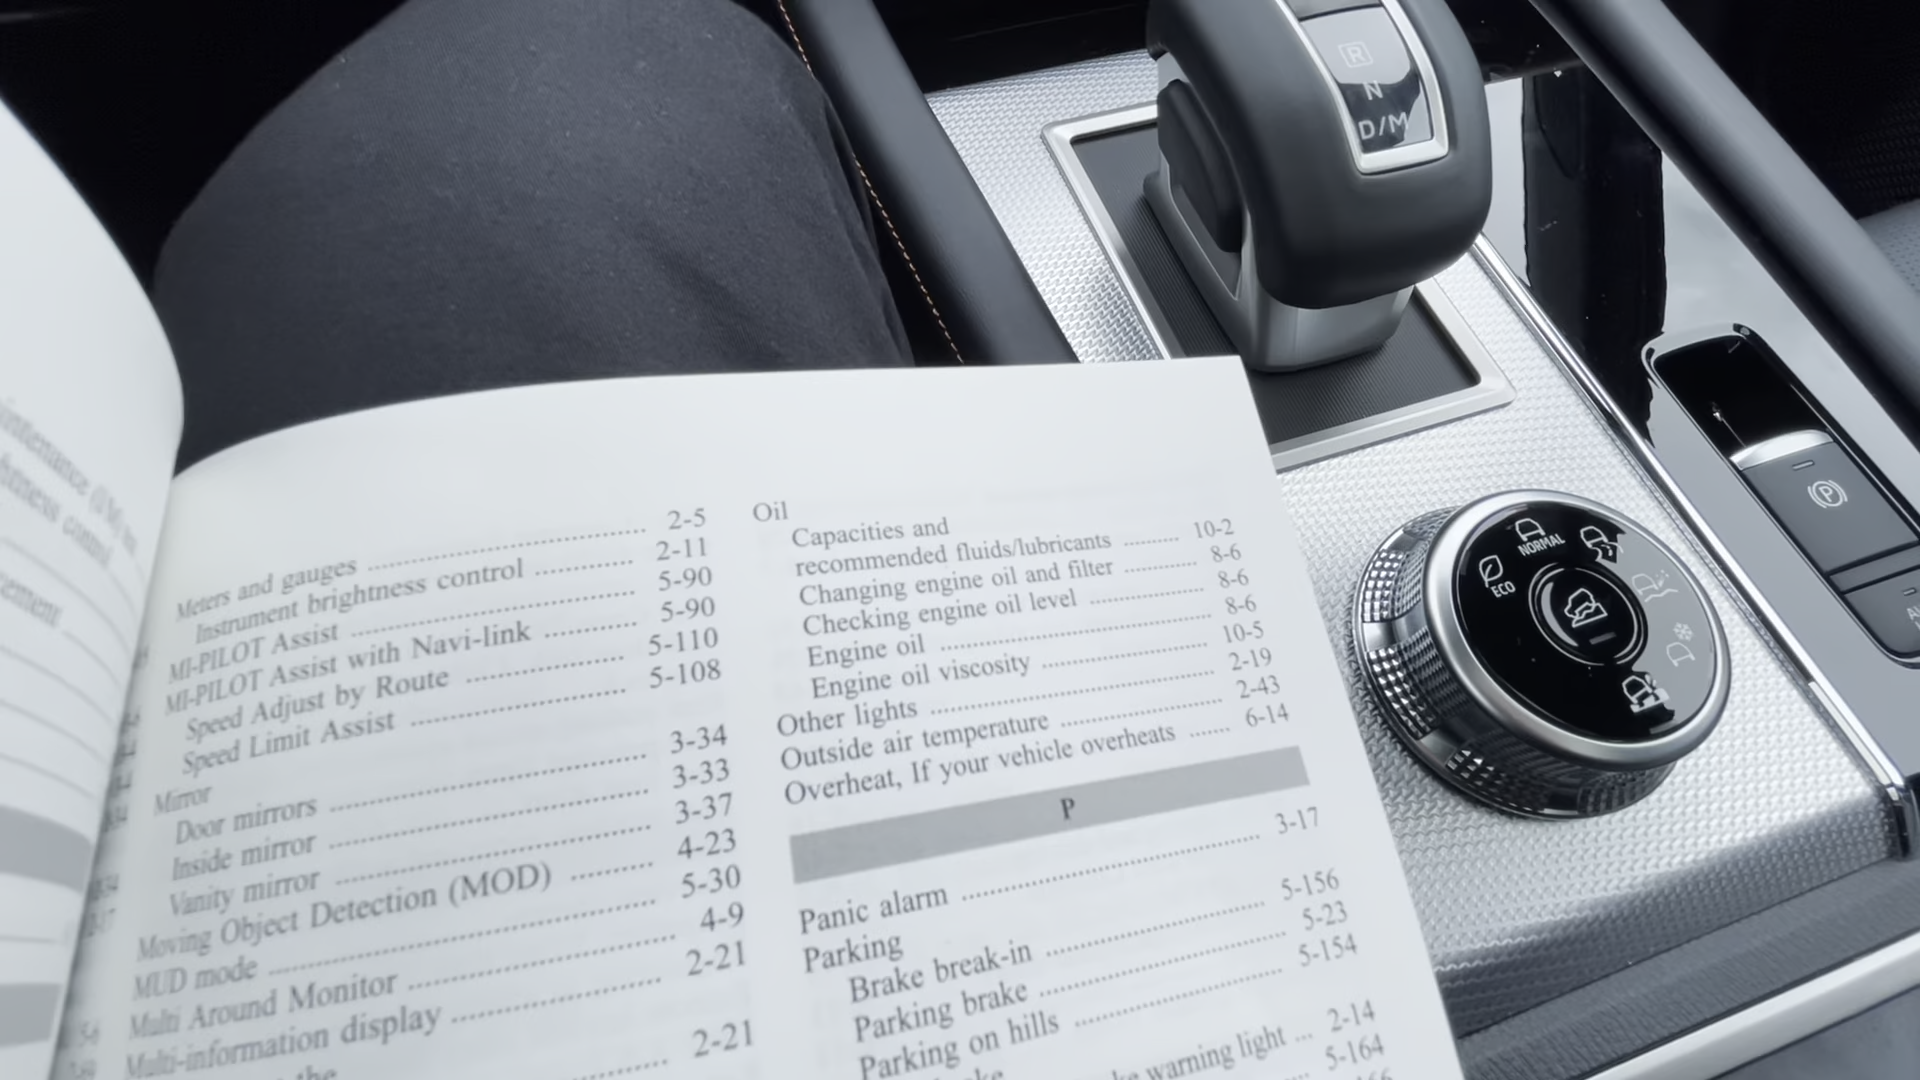 R
N
D/M
P
NORMAL
ECO
Meters and gauges ........ 2-5
Instrument brightness control ........ 2-11
MI-PILOT Assist ........ 5-90
MI-PILOT Assist with Navi-link ........ 5-90
Speed Adjust by Route ........ 5-110
Speed Limit Assist ........ 5-108
Mirror
Door mirrors ........ 3-34
Inside mirror ........ 3-33
Vanity mirror ........ 3-37
Moving Object Detection (MOD) ........ 4-23
MUD mode ........ 5-30
Multi Around Monitor ........ 4-9
Multi-information display ........ 2-21
the ........ 2-21
Oil
Capacities and
recommended fluids/lubricants ........ 10-2
Changing engine oil and filter ........ 8-6
Checking engine oil level ........ 8-6
Engine oil ........ 8-6
Engine oil viscosity ........ 10-5
Other lights ........ 2-19
Outside air temperature ........ 2-43
Overheat, If your vehicle overheats ........ 6-14
P
Panic alarm ........ 3-17
Parking
Brake break-in ........ 5-156
Parking brake ........ 5-23
Parking on hills ........ 5-154
warning light ... 2-14
5-164